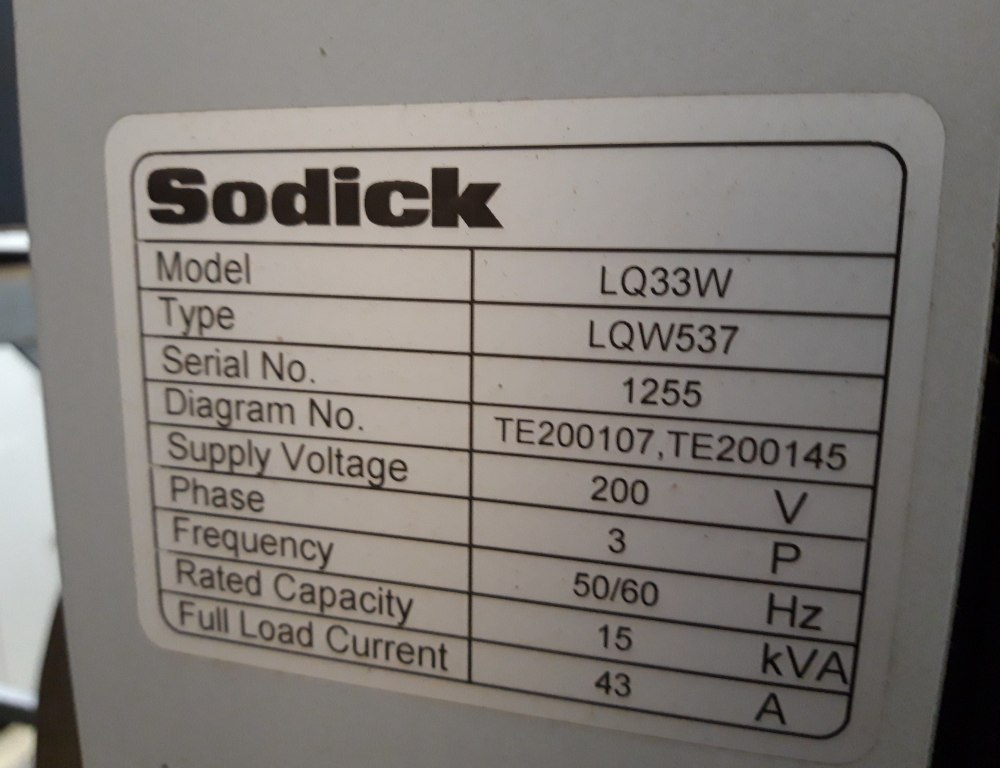 Sodick
Model LQ33W
Type LQW537
Serial No. 1255
Diagram No. TE200107,TE200145
Supply Voltage 200 V
Phase 3 P
Frequency 50/60 Hz
Rated Capacity 15 kVA
Full Load Current 43 A